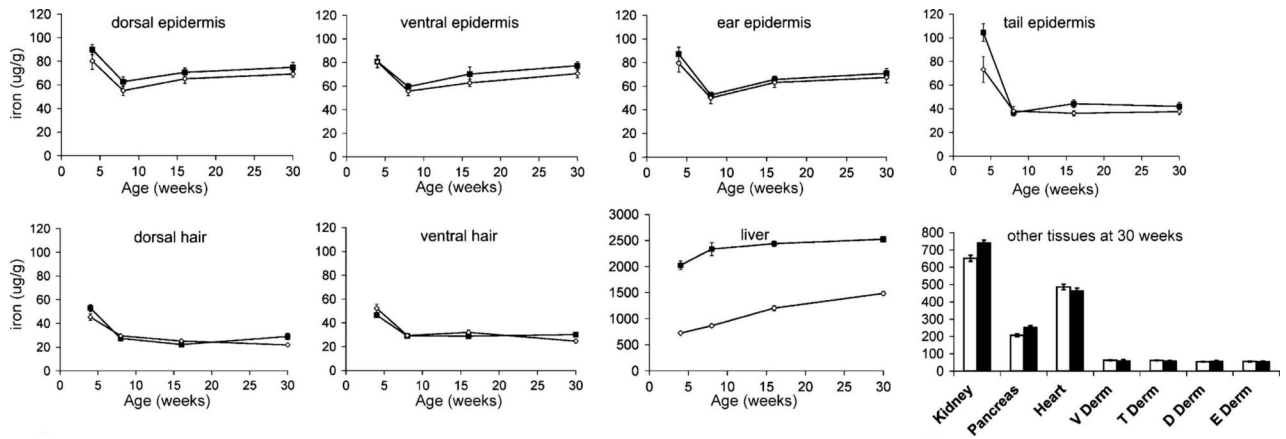 dorsal epidermis
iron (ug/g)
120
100
80
60
40
20
0
0 5 10 15 20 25 30
Age (weeks)
ventral epidermis
120
100
80
60
40
20
0
0 5 10 15 20 25 30
Age (weeks)
ear epidermis
120
100
80
60
40
20
0
0 5 10 15 20 25 30
Age (weeks)
tail epidermis
120
100
80
60
40
20
0
0 5 10 15 20 25 30
Age (weeks)
dorsal hair
iron (ug/g)
120
100
80
60
40
20
0
0 5 10 15 20 25 30
Age (weeks)
ventral hair
120
100
80
60
40
20
0
0 5 10 15 20 25 30
Age (weeks)
liver
3000
2500
2000
1500
1000
500
0
0 5 10 15 20 25 30
Age (weeks)
other tissues at 30 weeks
800
700
600
500
400
300
200
100
0
Kidney
Pancreas
Heart
V Derm
T Derm
D Derm
E Derm